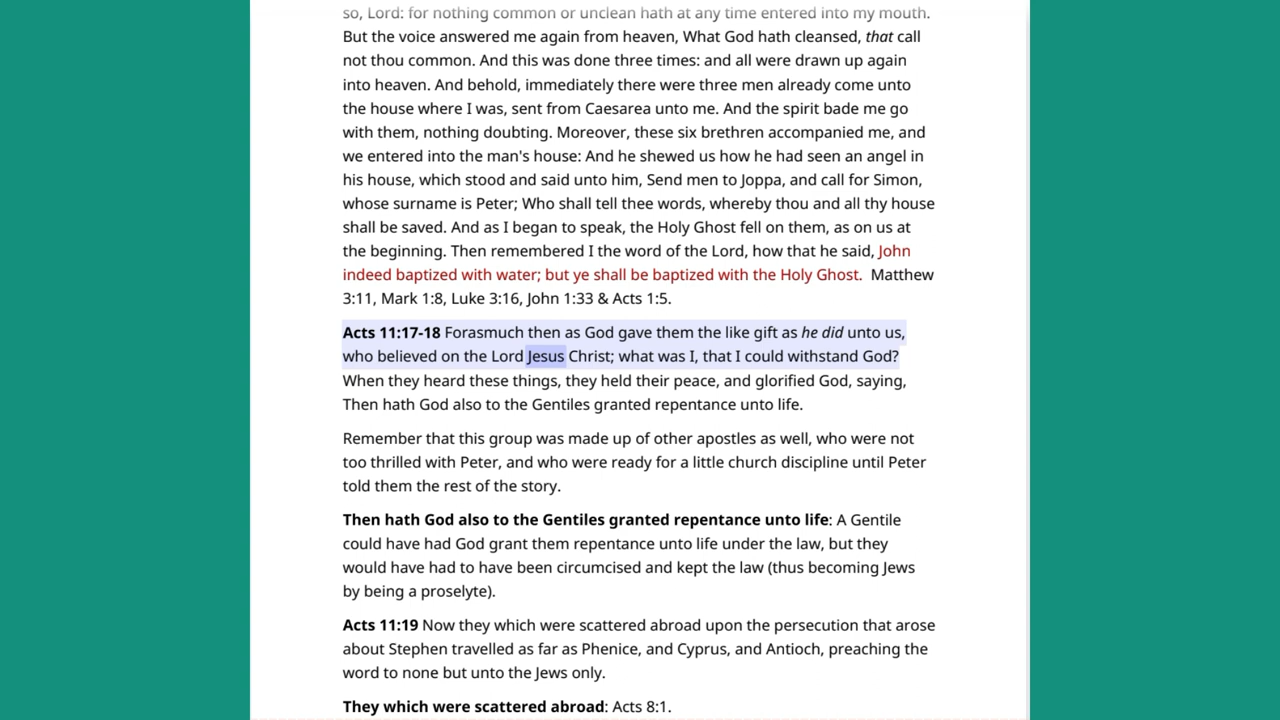 so, Lord: for nothing common or unclean hath at any time entered into my mouth.
But the voice answered me again from heaven, What God hath cleansed, that call
not thou common. And this was done three times: and all were drawn up again
into heaven. And behold, immediately there were three men already come unto
the house where I was, sent from Caesarea unto me. And the spirit bade me go
with them, nothing doubting. Moreover, these six brethren accompanied me, and
we entered into the man's house: And he shewed us how he had seen an angel in
his house, which stood and said unto him, Send men to Joppa, and call for Simon,
whose surname is Peter; Who shall tell thee words, whereby thou and all thy house
shall be saved. And as I began to speak, the Holy Ghost fell on them, as on us at
the beginning. Then remembered I the word of the Lord, how that he said, John
indeed baptized with water; but ye shall be baptized with the Holy Ghost. Matthew
3:11, Mark 1:8, Luke 3:16, John 1:33 & Acts 1:5.
Acts 11:17-18 Forasmuch then as God gave them the like gift as he did unto us,
who believed on the Lord Jesus Christ; what was I, that I could withstand God?
When they heard these things, they held their peace, and glorified God, saying,
Then hath God also to the Gentiles granted repentance unto life.
Remember that this group was made up of other apostles as well, who were not
too thrilled with Peter, and who were ready for a little church discipline until Peter
told them the rest of the story.
Then hath God also to the Gentiles granted repentance unto life: A Gentile
could have had God grant them repentance unto life under the law, but they
would have had to have been circumcised and kept the law (thus becoming Jews
by being a proselyte).
Acts 11:19 Now they which were scattered abroad upon the persecution that arose
about Stephen travelled as far as Phenice, and Cyprus, and Antioch, preaching the
word to none but unto the Jews only.
They which were scattered abroad: Acts 8:1.